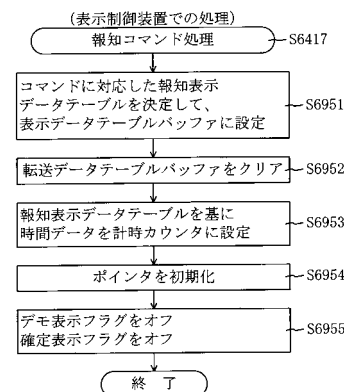 (表示制御装置での処理)
報知コマンド処理
S6417
コマンドに対応した報知表示
データテーブルを決定して、
表示データテーブルバッファに設定
S6951
転送データテーブルバッファをクリア
S6952
報知表示データテーブルを基に
時間データを計時カウンタに設定
S6953
ポインタを初期化
S6954
デモ表示フラグをオフ
確定表示フラグをオフ
S6955
終 了